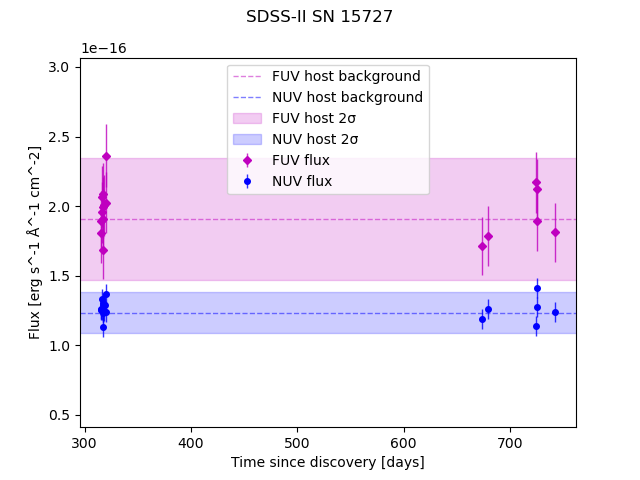 SDSS-II SN 15727
1e−16
FUV host background
NUV host background
FUV host 2σ
NUV host 2σ
FUV flux
NUV flux
3.0
2.5
2.0
1.5
1.0
0.5
Flux [erg s^-1 Å^-1 cm^-2]
300 400 500 600 700
Time since discovery [days]